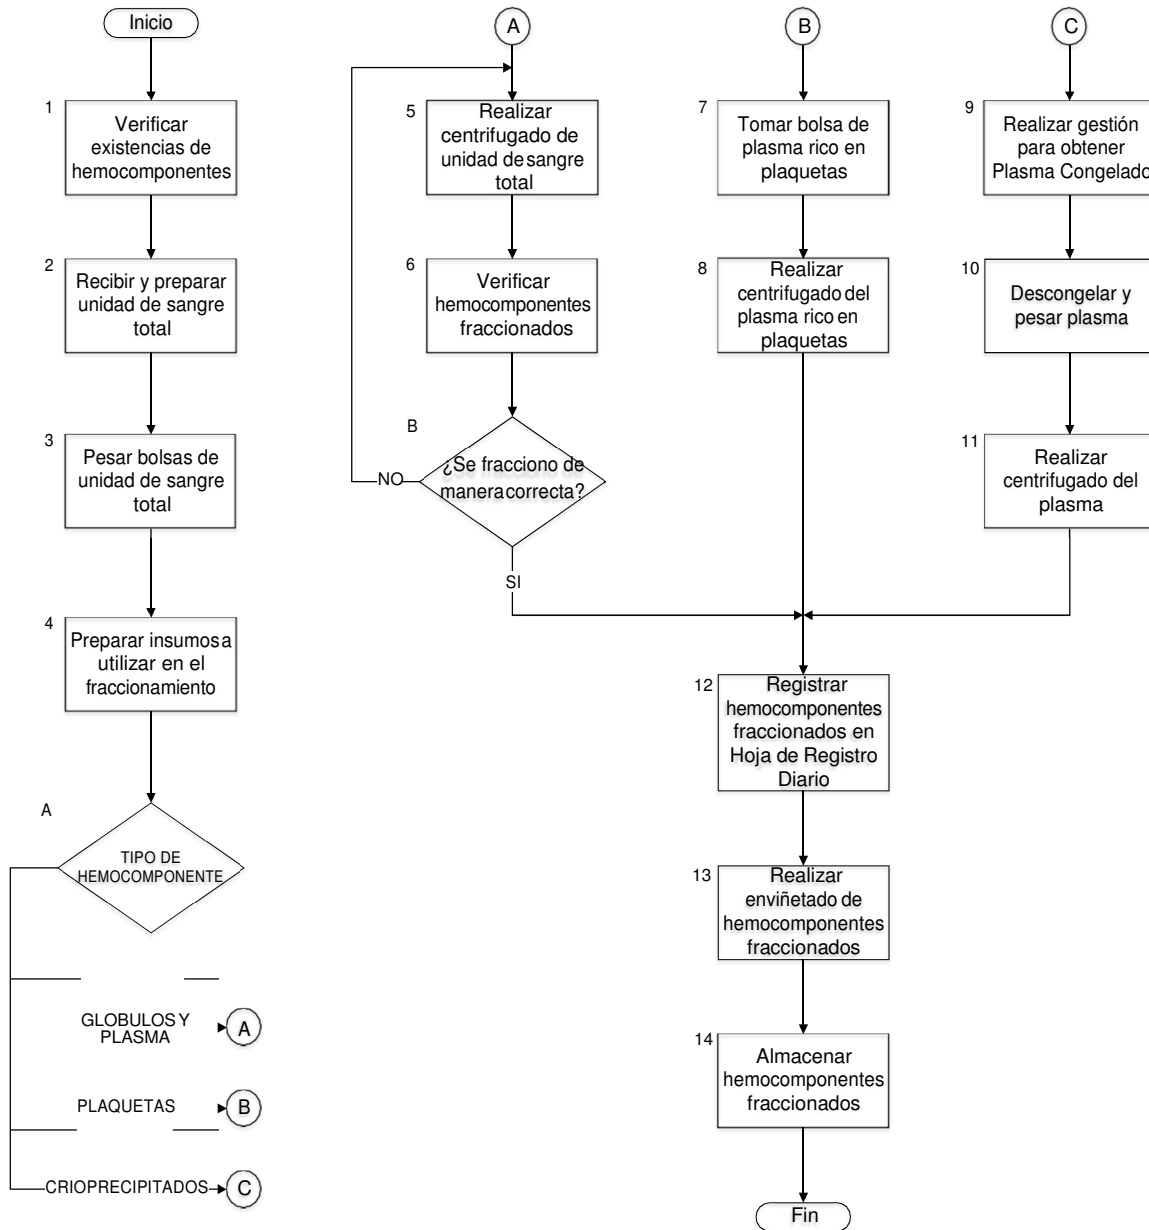 Inicio
1
Verificar
existencias de
hemocomponentes
2
Recibir y preparar
unidad de sangre
total
3
Pesar bolsas de
unidad de sangre
total
4
Preparar insumos a
utilizar en el
fraccionamiento
A
TIPO DE
HEMOCOMPONENTE
GLOBULOS Y
PLASMA
A
PLAQUETAS
B
CRIOPRECIPITADOS
C
A
5
Realizar
centrifugado de
unidad de sangre
total
6
Verificar
hemocomponentes
fraccionados
B
¿Se fracciono de
manera correcta?
NO
SI
B
7
Tomar bolsa de
plasma rico en
plaquetas
8
Realizar
centrifugado del
plasma rico en
plaquetas
C
9
Realizar gestión
para obtener
Plasma Congelado
10
Descongelar y
pesar plasma
11
Realizar
centrifugado del
plasma
12
Registrar
hemocomponentes
fraccionados en
Hoja de Registro
Diario
13
Realizar
enviñetado de
hemocomponentes
fraccionados
14
Almacenar
hemocomponentes
fraccionados
Fin